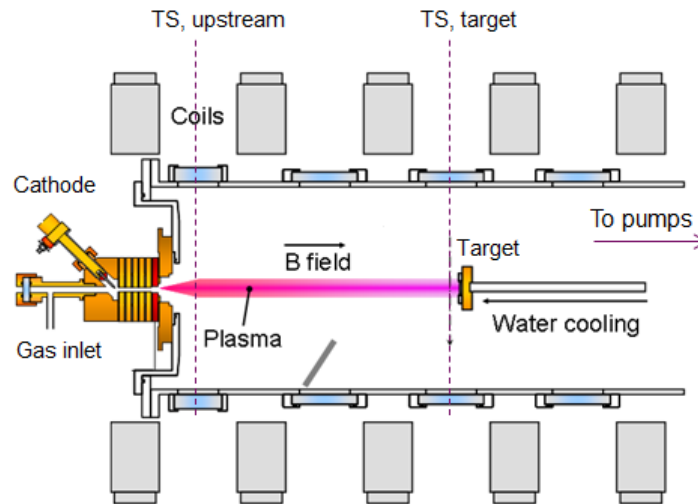 TS, upstream
TS, target
Coils
Cathode
To pumps
Target
B field
Plasma
Water cooling
Gas inlet